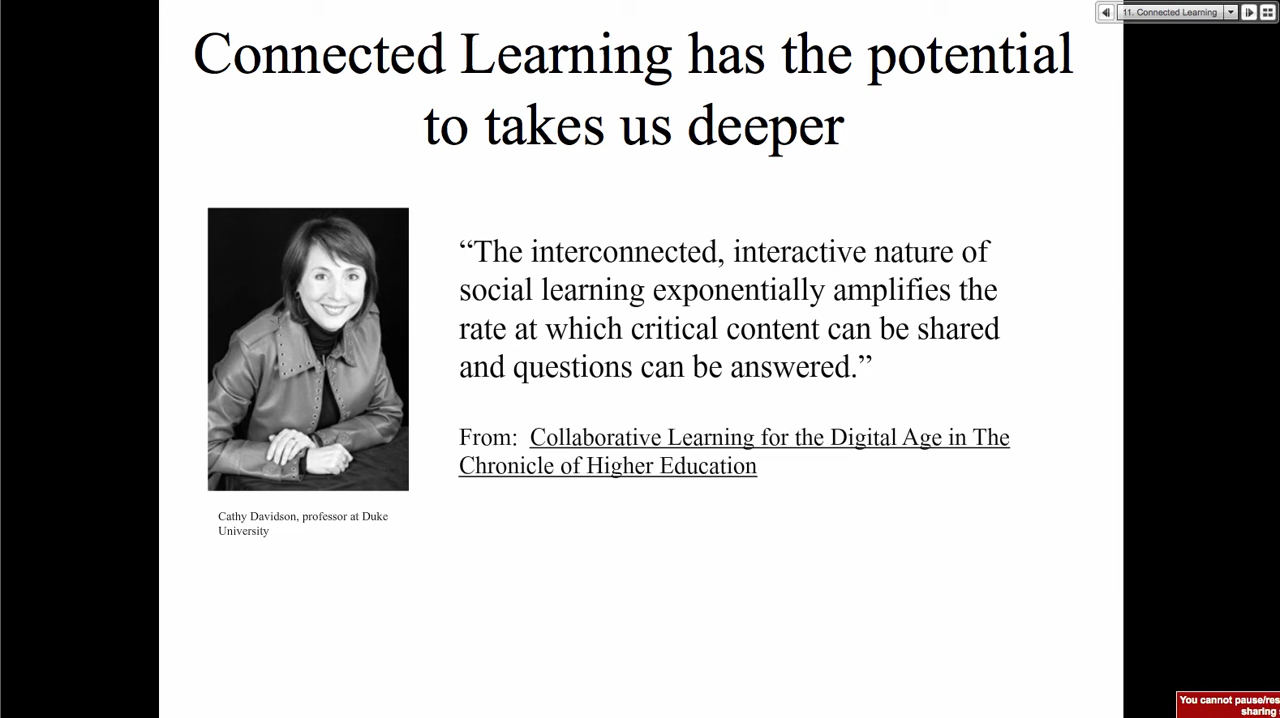 11. Connected Learning
Connected Learning has the potential
to takes us deeper
“The interconnected, interactive nature of
social learning exponentially amplifies the
rate at which critical content can be shared
and questions can be answered.”
From: Collaborative Learning for the Digital Age in The
Chronicle of Higher Education
Cathy Davidson, professor at Duke
University
You cannot pause/res
sharing